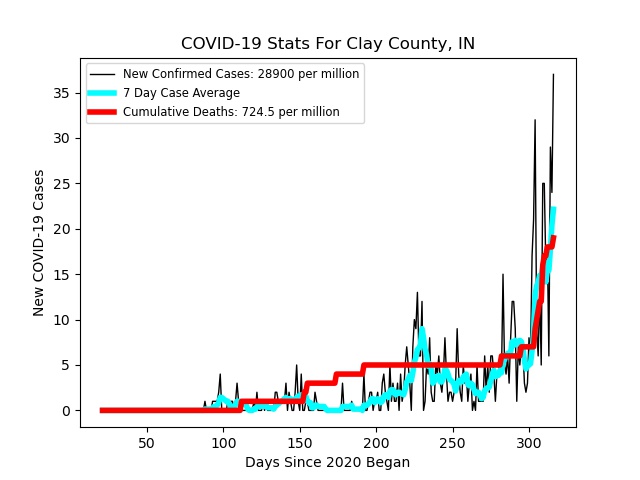 COVID-19 Stats For Clay County, IN
New Confirmed Cases: 28900 per million
7 Day Case Average
Cumulative Deaths: 724.5 per million
New COVID-19 Cases
35
30
25
20
15
10
5
0
50 100 150 200 250 300
Days Since 2020 Began